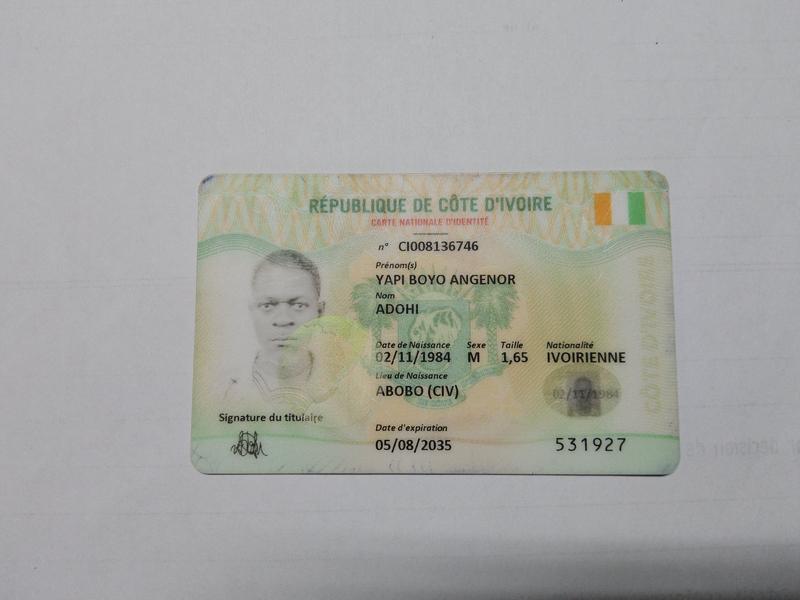 RÉPUBLIQUE DE CÔTE D'IVOIRE
CARTE NATIONALE D'IDENTITÉ
n° CI008136746
Prénom(s)
YAPI BOYO ANGENOR
Nom
ADOHI
Date de Naissance Sexe Taille Nationalité
02/11/1984 M 1,65 IVOIRIENNE
Lieu de Naissance
ABOBO (CIV)
02/11/1984
CÔTE D'IVOIRE
Signature du titulaire
Date d'expiration
05/08/2035
531927